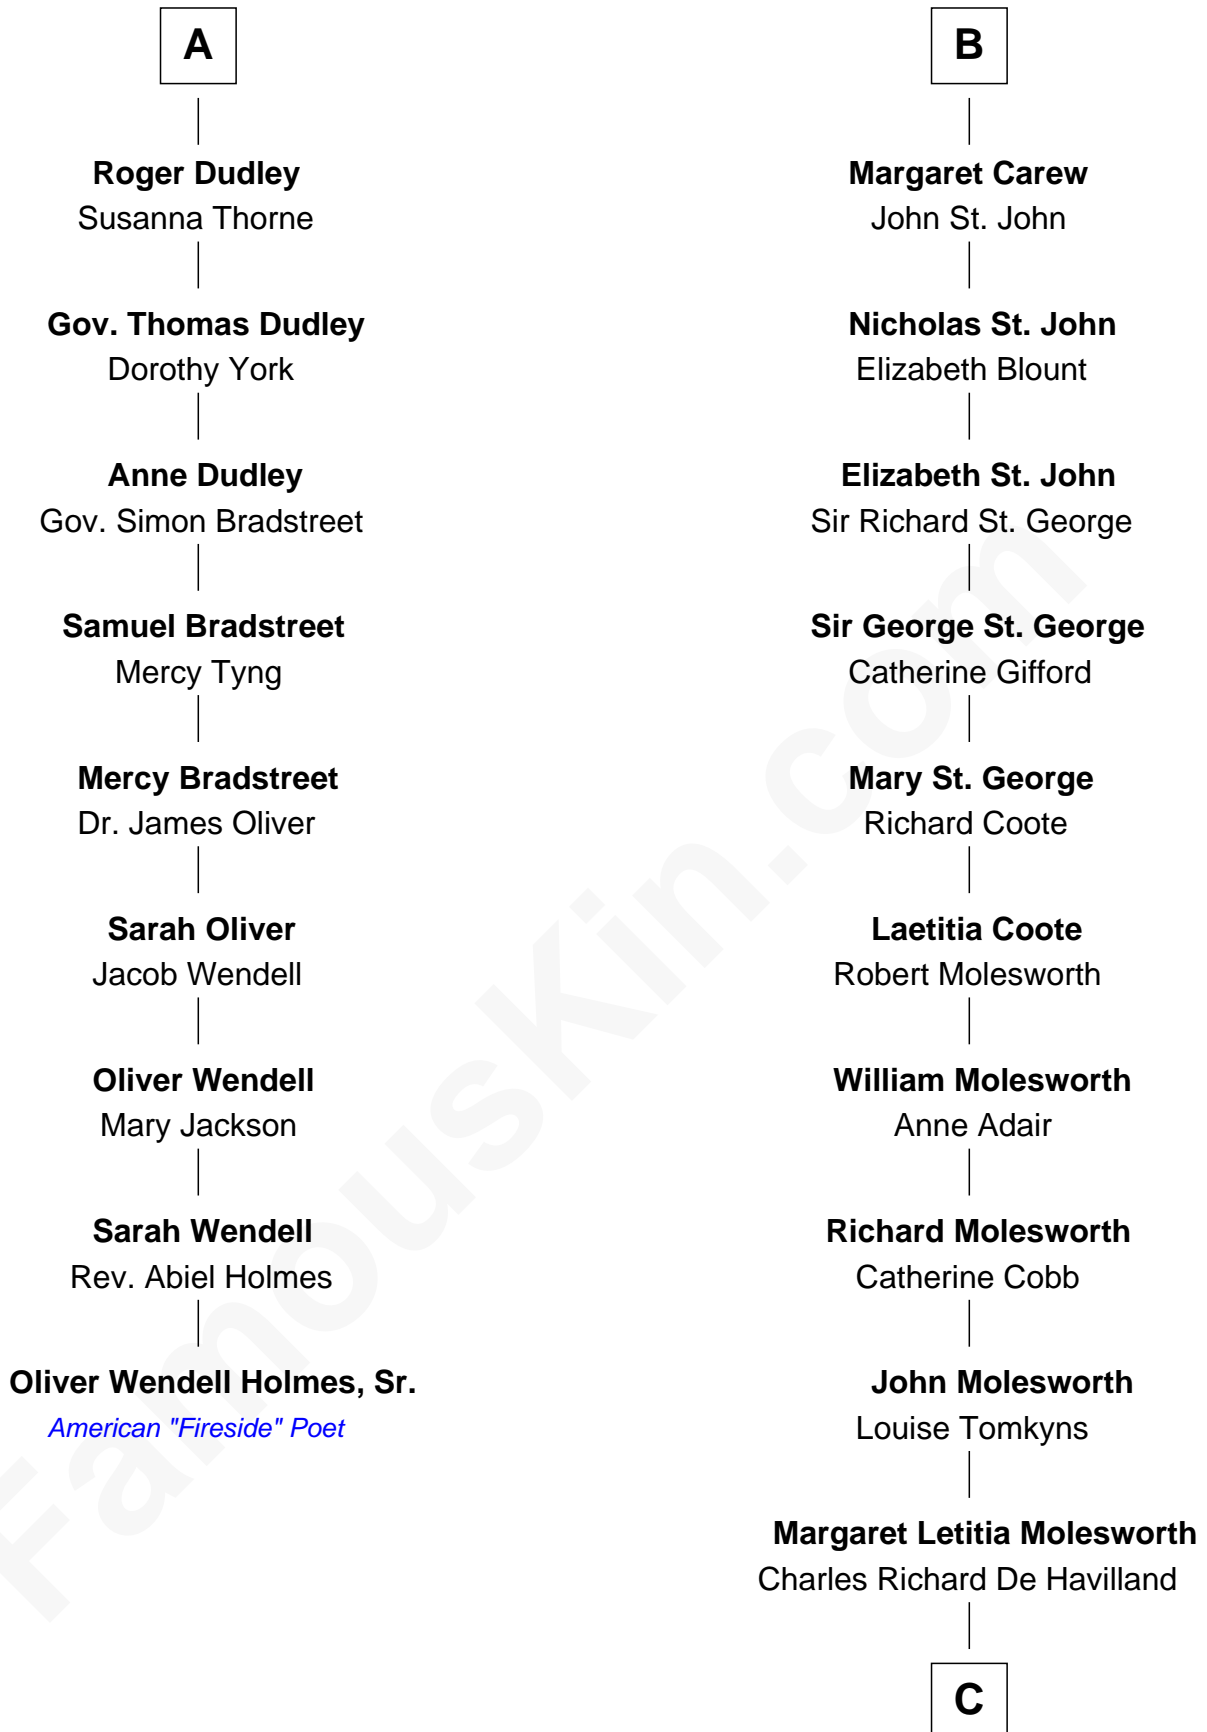 A
Roger Dudley
Susanna Thorne
Gov. Thomas Dudley
Dorothy York
Anne Dudley
Gov. Simon Bradstreet
Samuel Bradstreet
Mercy Tyng
Mercy Bradstreet
Dr. James Oliver
Sarah Oliver
Jacob Wendell
Oliver Wendell
Mary Jackson
Sarah Wendell
Rev. Abiel Holmes
Oliver Wendell Holmes, Sr.
American "Fireside" Poet
B
Margaret Carew
John St. John
Nicholas St. John
Elizabeth Blount
Elizabeth St. John
Sir Richard St. George
Sir George St. George
Catherine Gifford
Mary St. George
Richard Coote
Laetitia Coote
Robert Molesworth
William Molesworth
Anne Adair
Richard Molesworth
Catherine Cobb
John Molesworth
Louise Tomkyns
Margaret Letitia Molesworth
Charles Richard De Havilland
C
FamousKin.com